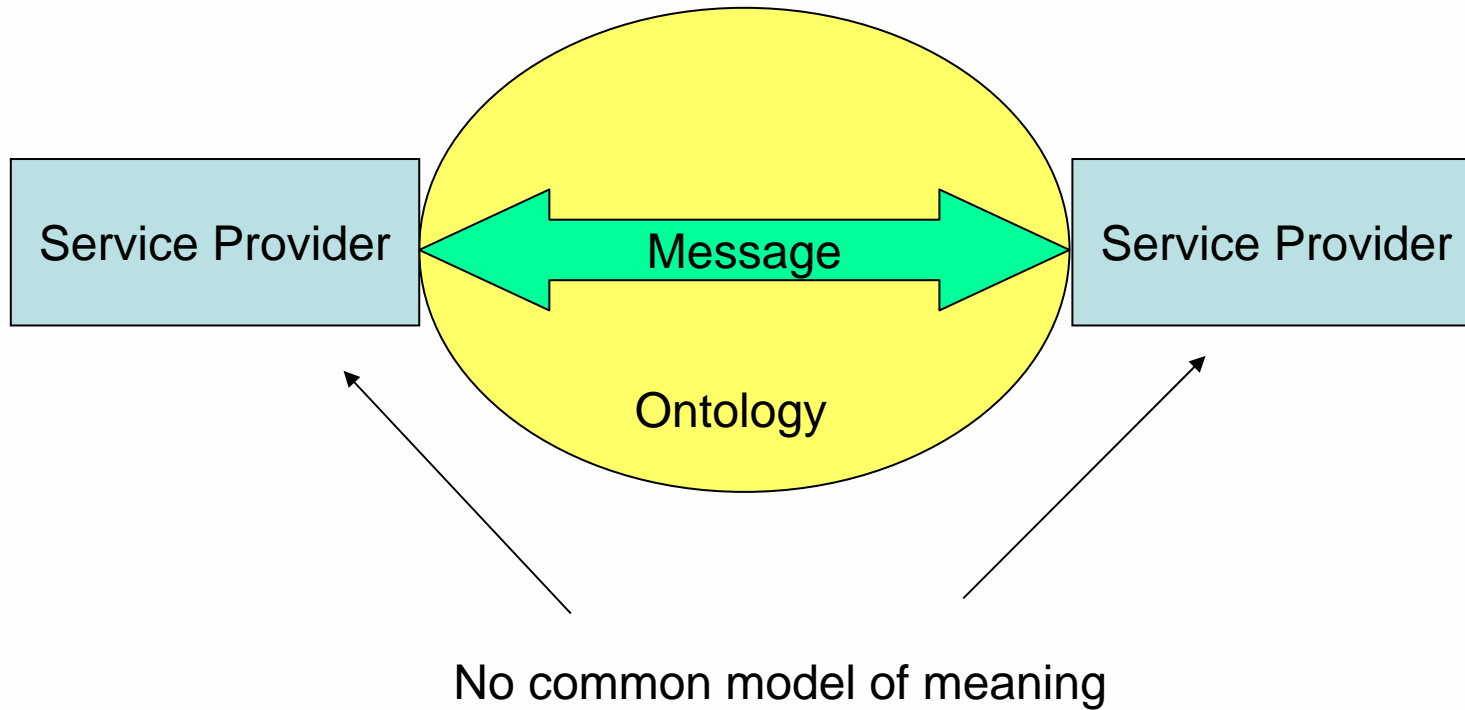 Service Provider
Message
Service Provider
Ontology
No common model of meaning